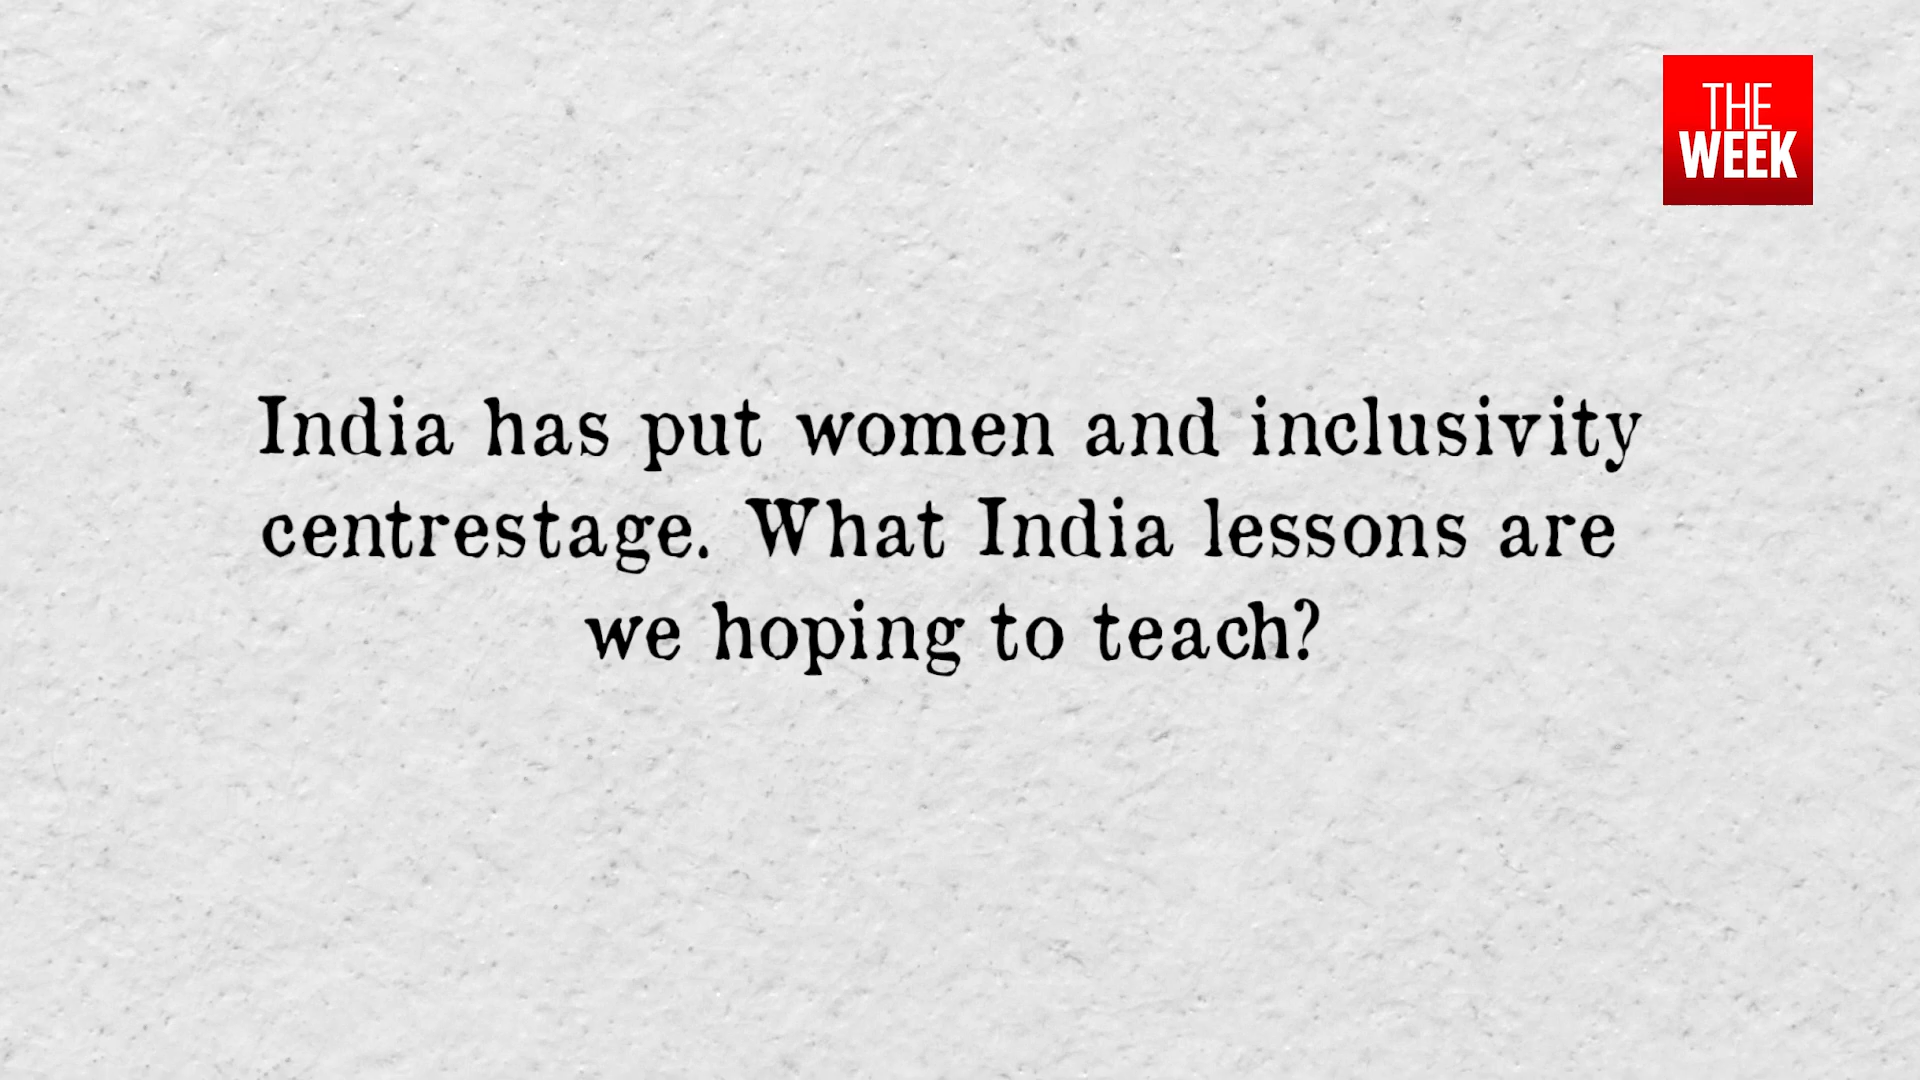 THE
WEEK
India has put women and inclusivity
centrestage. What India lessons are
we hoping to teach?